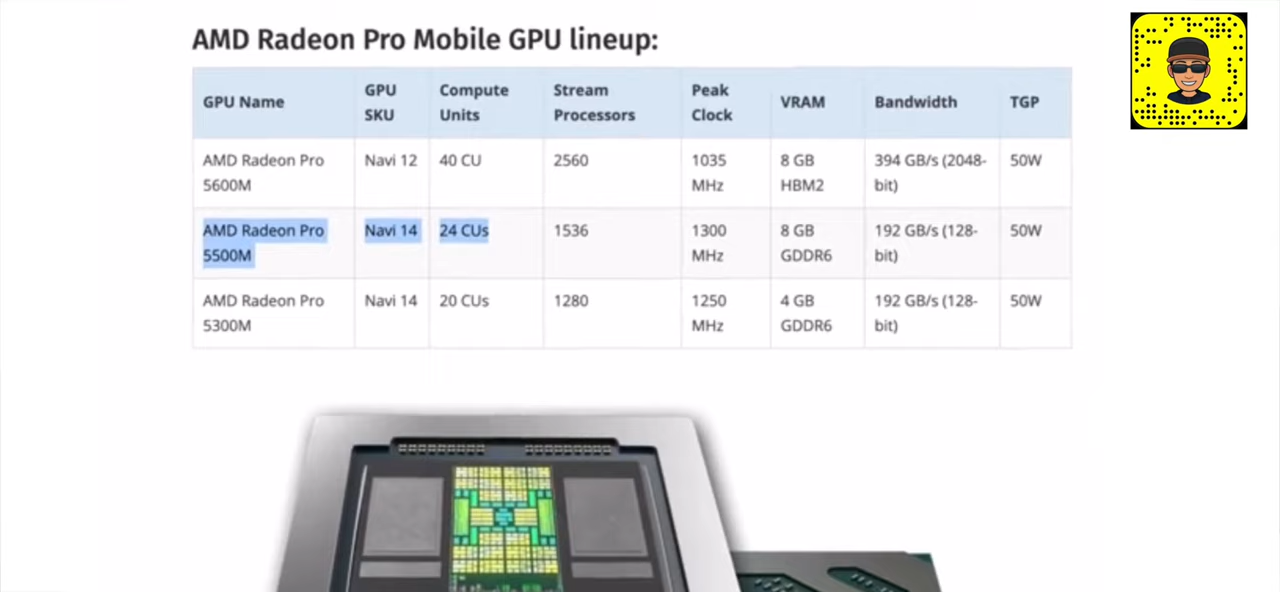 AMD Radeon Pro Mobile GPU lineup:
GPU Name
GPU
SKU
Compute
Units
Stream
Processors
Peak
Clock
VRAM
Bandwidth
TGP
AMD Radeon Pro
5600M
Navi 12
40 CU
2560
1035
MHz
8 GB
HBM2
394 GB/s (2048-
bit)
50W
AMD Radeon Pro
5500M
Navi 14
24 CUs
1536
1300
MHz
8 GB
GDDR6
192 GB/s (128-
bit)
50W
AMD Radeon Pro
5300M
Navi 14
20 CUs
1280
1250
MHz
4 GB
GDDR6
192 GB/s (128-
bit)
50W